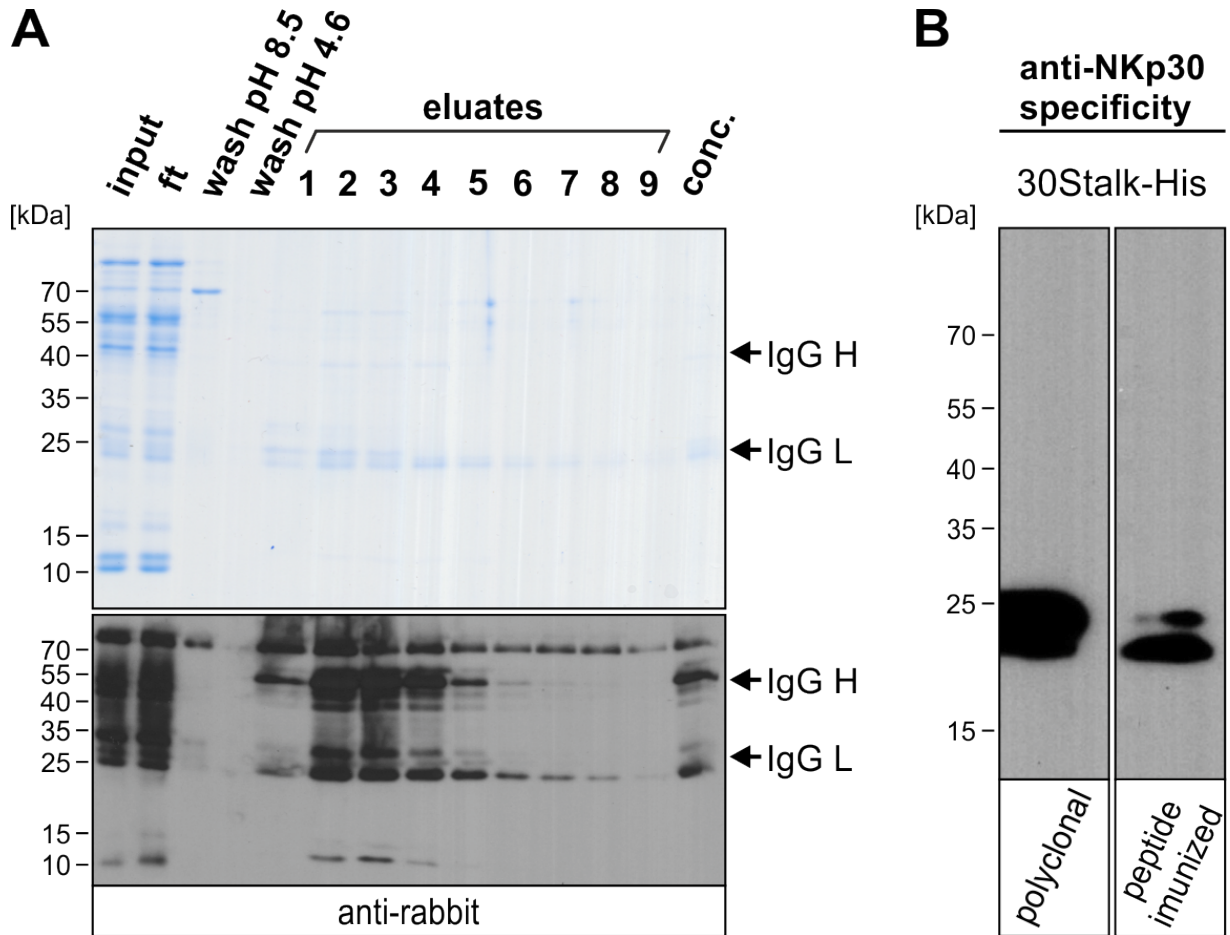 A
input
ft
wash pH 8.5
wash pH 4.6
eluates
1 2 3 4 5 6 7 8 9
conc.
[kDa]
70
55
40
35
25
15
10
IgG H
IgG L
70
55
40
35
25
15
10
IgG H
IgG L
anti-rabbit
B
anti-NKp30
specificity
30Stalk-His
[kDa]
70
55
40
35
25
15
polyclonal
peptide
imunized